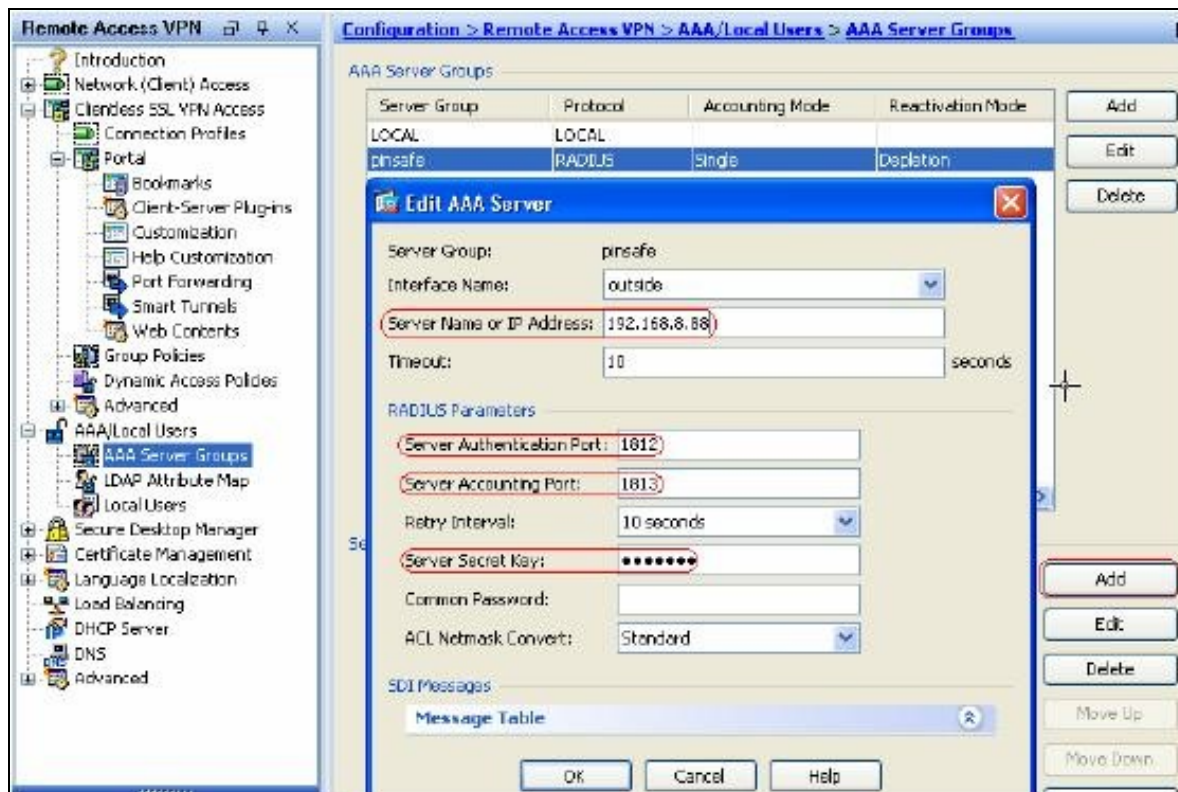 Remote Access VPN
Introduction
Network (Client) Access
Clientless SSL VPN Access
Connection Profiles
Portal
Bookmarks
Client-Server Plug-ins
Customization
Help Customization
Port Forwarding
Smart Tunnels
Web Contents
Group Policies
Dynamic Access Policies
Advanced
AAA/Local Users
AAA Server Groups
LDAP Attribute Map
Local Users
Secure Desktop Manager
Certificate Management
Language Localization
Load Balancing
DHCP Server
DNS
Advanced
Configuration > Remote Access VPN > AAA/Local Users > AAA Server Groups
AAA Server Groups
Server Group Protocol Accounting Mode Reactivation Mode
LOCAL LOCAL
pinsafe RADIUS Single Depletion
Add
Edit
Delete
Edit AAA Server
Server Group: pinsafe
Interface Name: outside
Server Name or IP Address: 192.168.8.88
Timeout: 10 seconds
RADIUS Parameters
Server Authentication Port: 1812
Server Accounting Port: 1813
Retry Interval: 10 seconds
Server Secret Key: •••••••
Common Password:
ACL Netmask Convert: Standard
SDI Messages
Message Table
OK Cancel Help
Se
Add
Edit
Delete
Move Up
Move Down